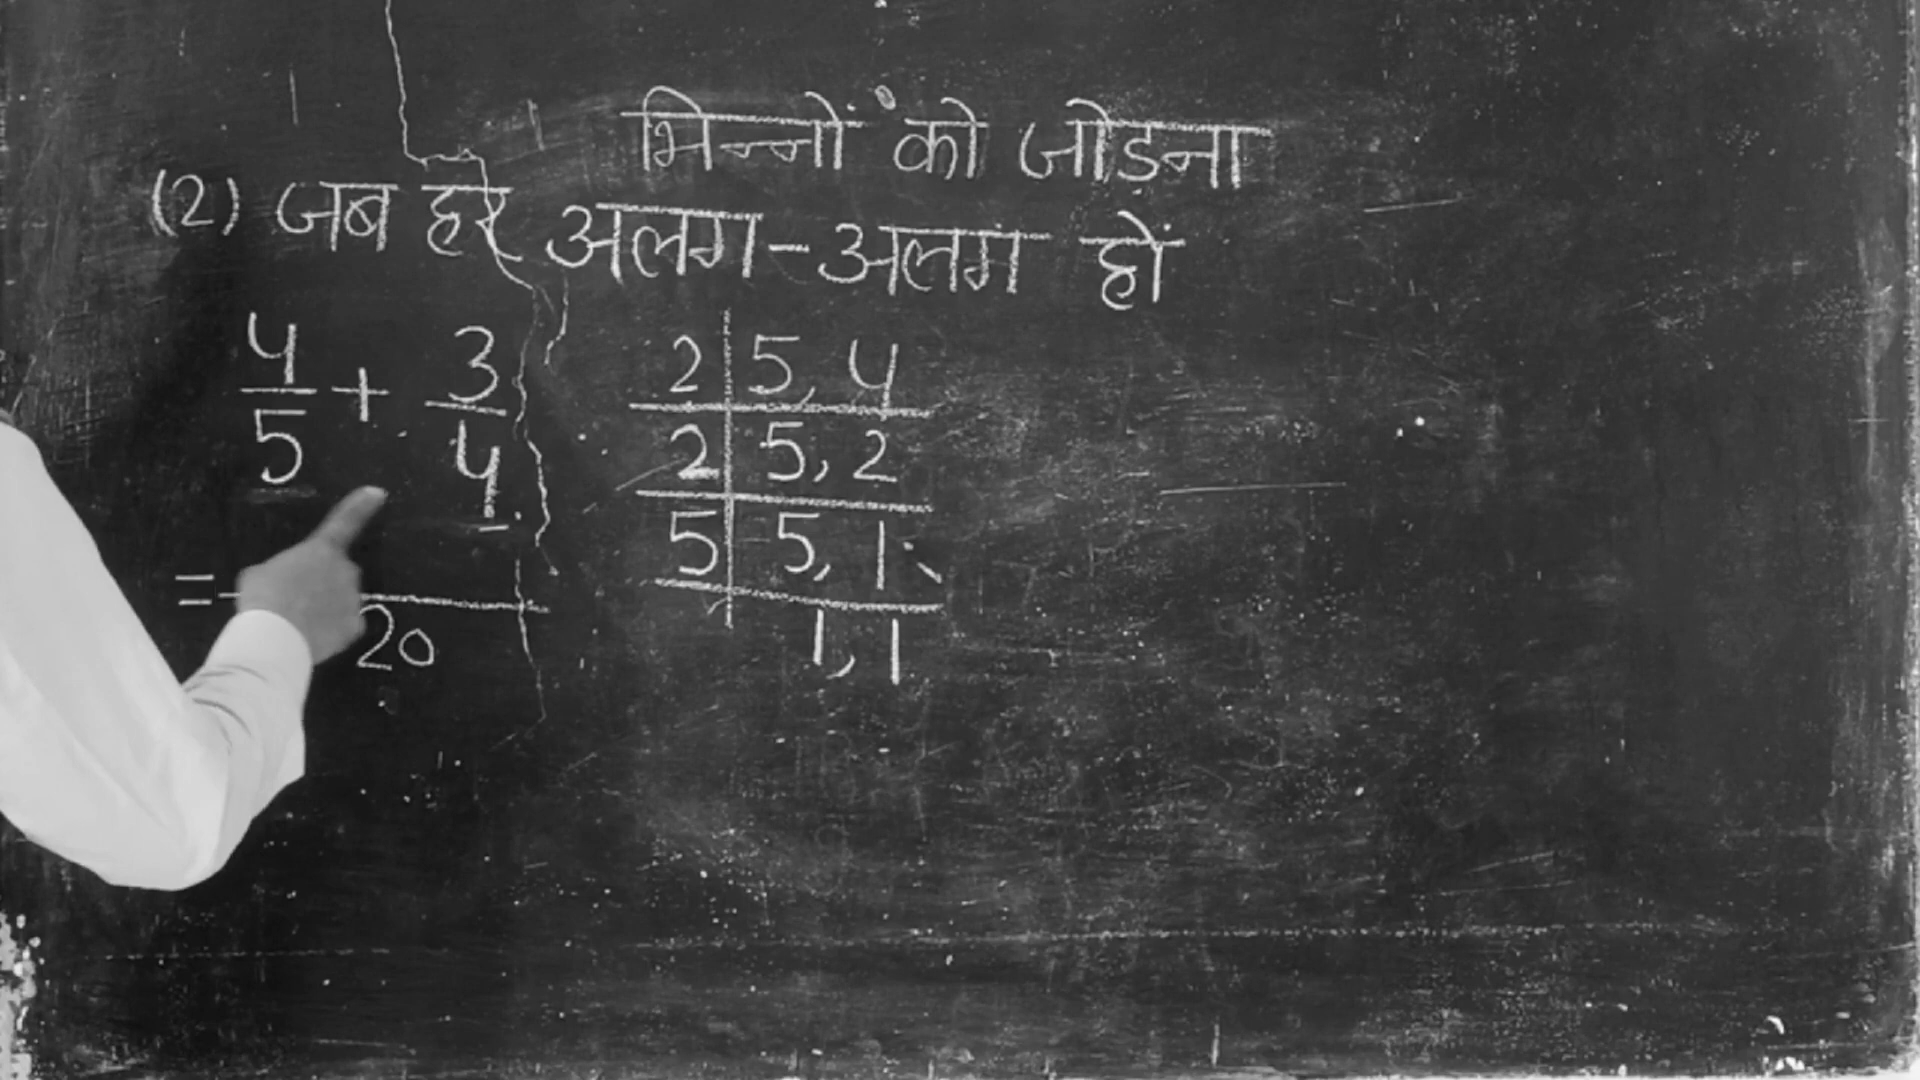 भिन्नों को जोड़ना
(2) जब हर अलग-अलग हों
4/5 + 3/4
= /20
2 | 5, 4
2 | 5, 2
5 | 5, 1
1, 1